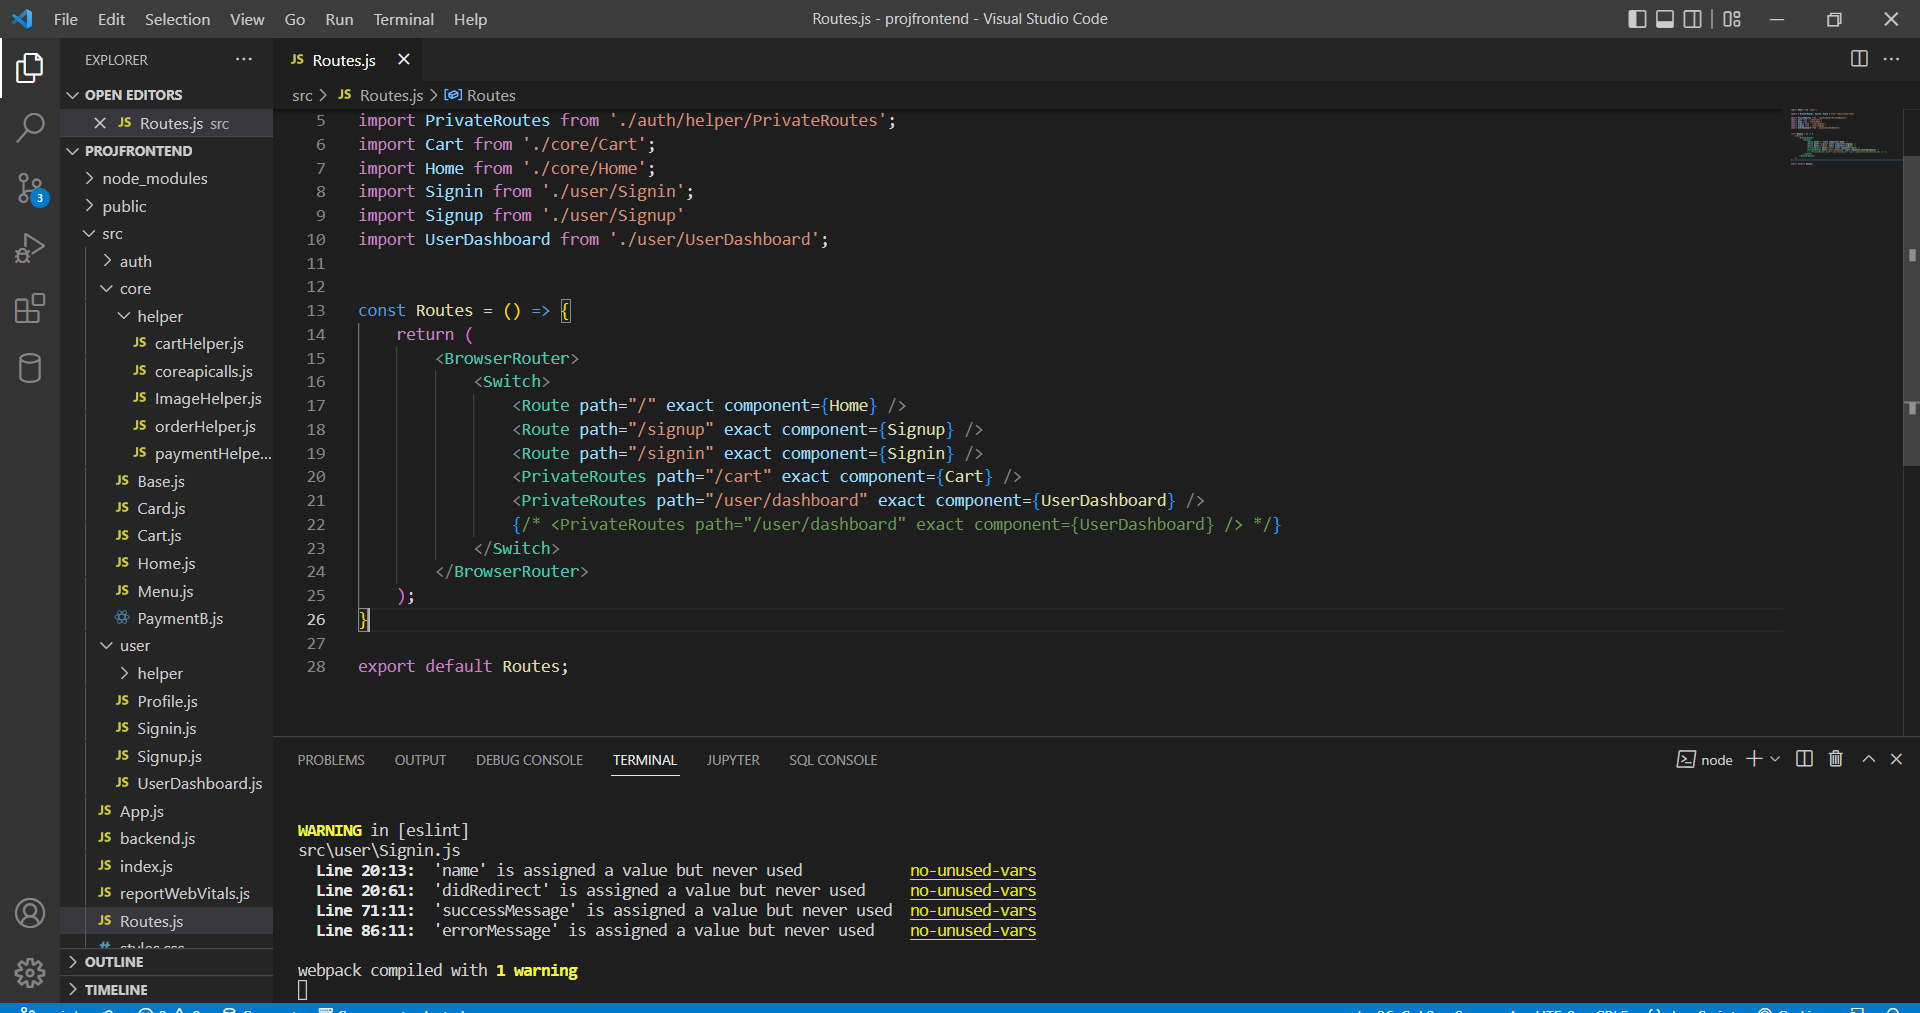 File Edit Selection View Go Run Terminal Help
Routes.js - projfrontend - Visual Studio Code
EXPLORER
OPEN EDITORS
JS Routes.js src
PROJFRONTEND
node_modules
public
src
auth
core
helper
JS cartHelper.js
JS coreapicalls.js
JS ImageHelper.js
JS orderHelper.js
JS paymentHelpe...
JS Base.js
JS Card.js
JS Cart.js
JS Home.js
JS Menu.js
PaymentB.js
user
helper
JS Profile.js
JS Signin.js
JS Signup.js
JS UserDashboard.js
JS App.js
JS backend.js
JS index.js
JS reportWebVitals.js
JS Routes.js
# styles.css
OUTLINE
TIMELINE
3
JS Routes.js
src > JS Routes.js > Routes
5 import PrivateRoutes from './auth/helper/PrivateRoutes';
6 import Cart from './core/Cart';
7 import Home from './core/Home';
8 import Signin from './user/Signin';
9 import Signup from './user/Signup'
10 import UserDashboard from './user/UserDashboard';
11
12
13 const Routes = () => {
14 return (
15 <BrowserRouter>
16 <Switch>
17 <Route path="/" exact component={Home} />
18 <Route path="/signup" exact component={Signup} />
19 <Route path="/signin" exact component={Signin} />
20 <PrivateRoutes path="/cart" exact component={Cart} />
21 <PrivateRoutes path="/user/dashboard" exact component={UserDashboard} />
22 {/* <PrivateRoutes path="/user/dashboard" exact component={UserDashboard} /> */}
23 </Switch>
24 </BrowserRouter>
25 );
26 }
27
28 export default Routes;
PROBLEMS OUTPUT DEBUG CONSOLE TERMINAL JUPYTER SQL CONSOLE
node
WARNING in [eslint]
src\user\Signin.js
Line 20:13: 'name' is assigned a value but never used no-unused-vars
Line 20:61: 'didRedirect' is assigned a value but never used no-unused-vars
Line 71:11: 'successMessage' is assigned a value but never used no-unused-vars
Line 86:11: 'errorMessage' is assigned a value but never used no-unused-vars
webpack compiled with 1 warning